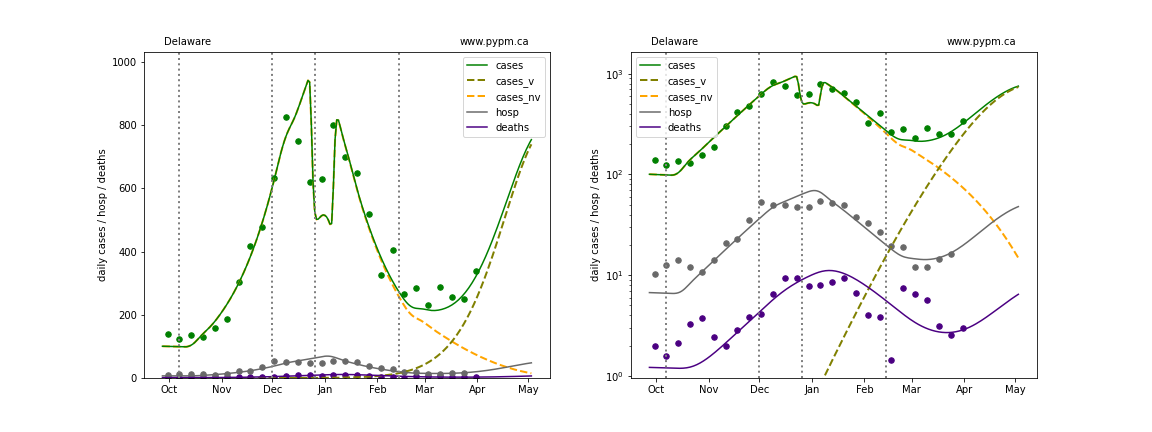 Delaware www.pypm.ca
daily cases / hosp / deaths
1000
800
600
400
200
0
cases
cases_v
cases_nv
hosp
deaths
Oct Nov Dec Jan Feb Mar Apr May
Delaware www.pypm.ca
daily cases / hosp / deaths
10³
10²
10¹
10⁰
cases
cases_v
cases_nv
hosp
deaths
Oct Nov Dec Jan Feb Mar Apr May